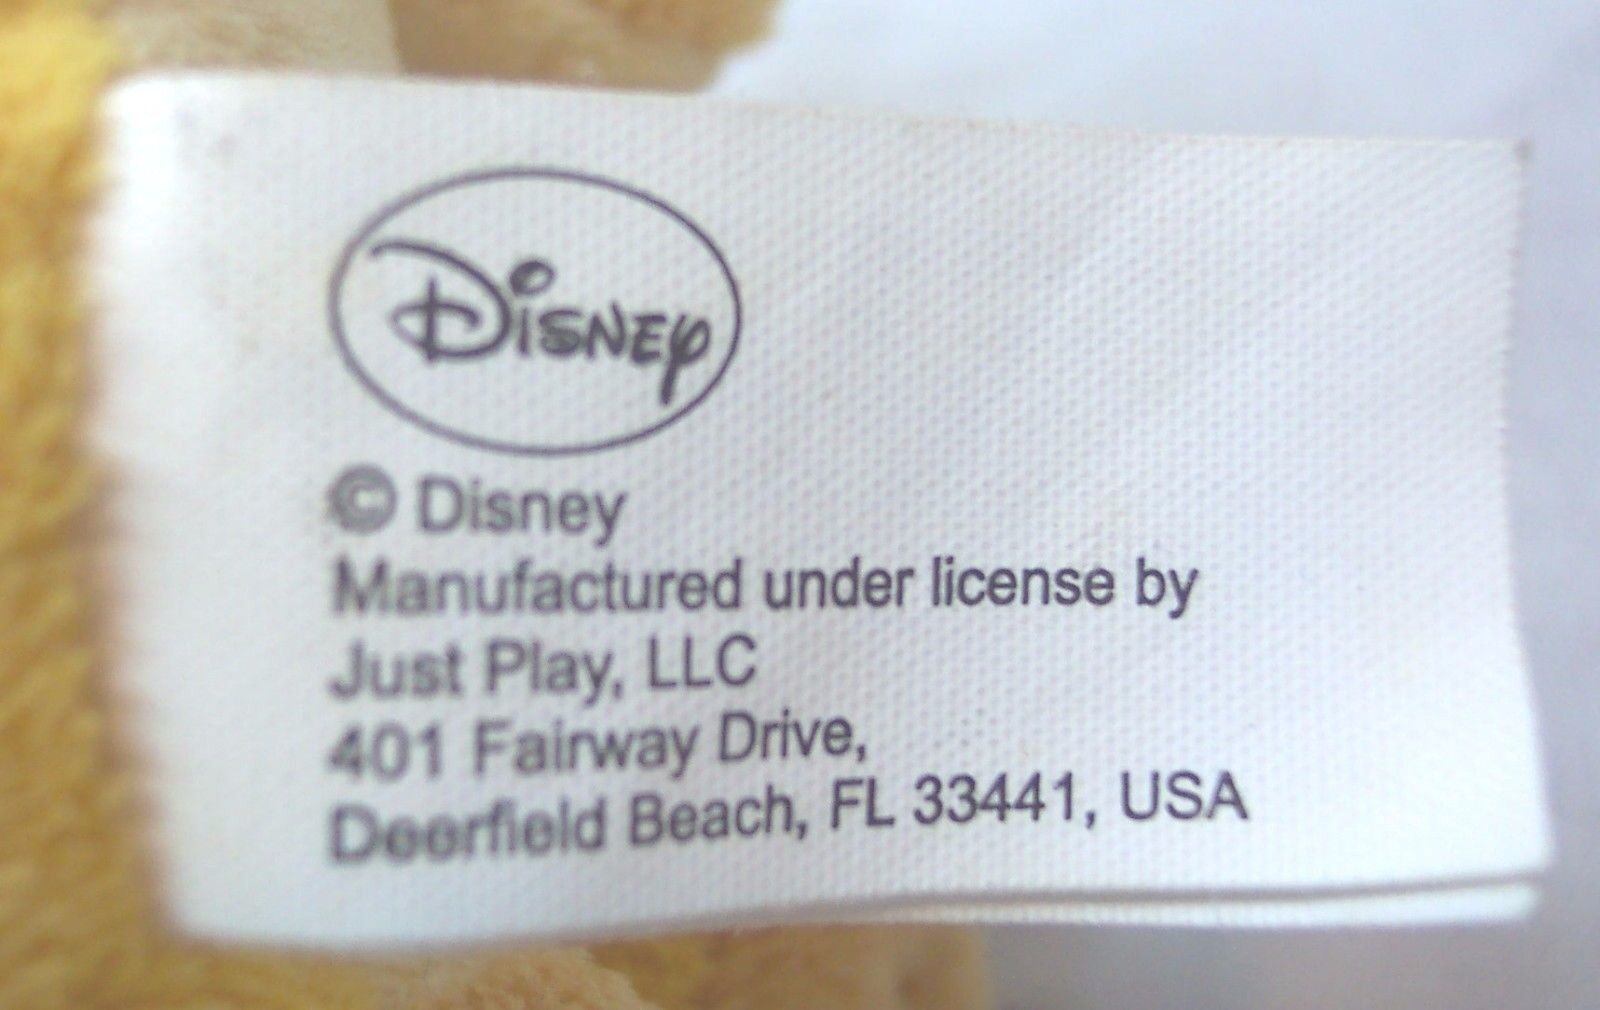 Disney
© Disney
Manufactured under license by
Just Play, LLC
401 Fairway Drive,
Deerfield Beach, FL 33441, USA